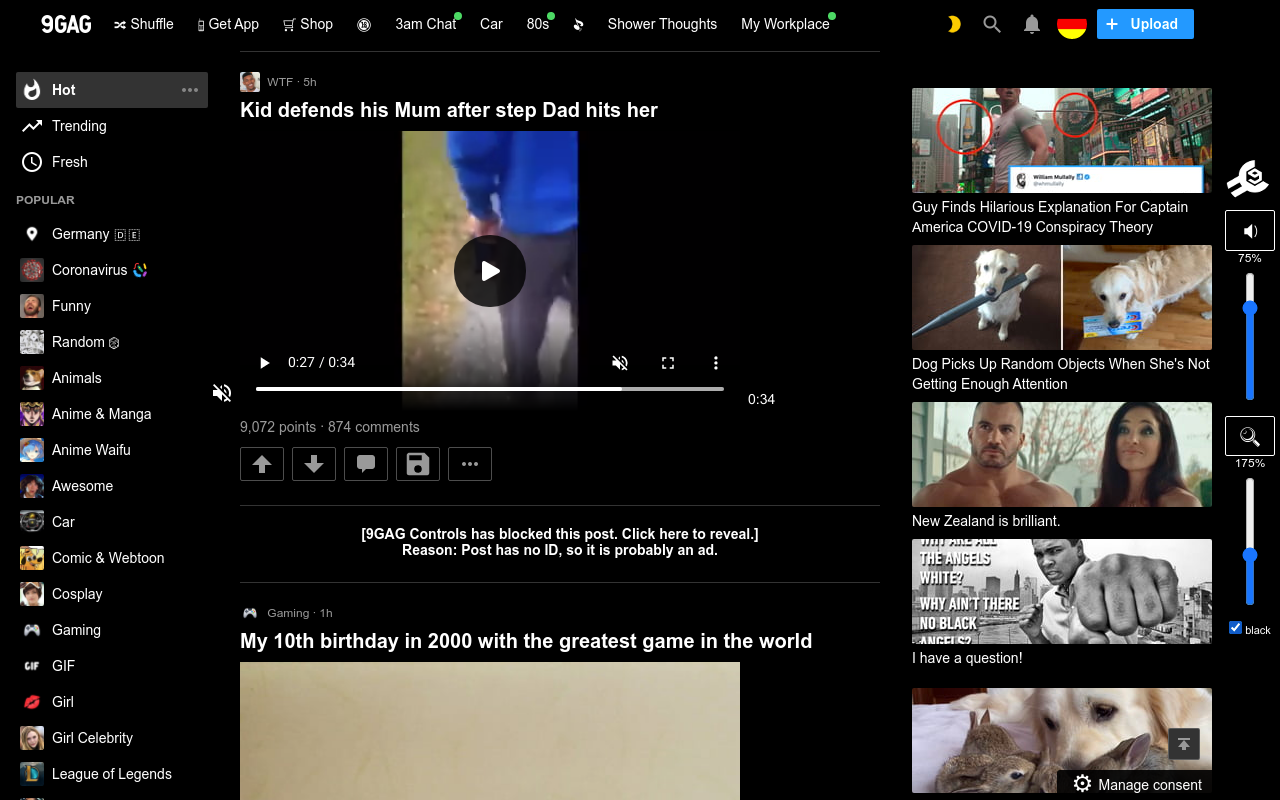 9GAG
Shuffle
Get App
Shop
3am Chat
Car
80s
Shower Thoughts
My Workplace
Upload
Hot
Trending
Fresh
POPULAR
Germany 🇩🇪
Coronavirus
Funny
Random
Animals
Anime & Manga
Anime Waifu
Awesome
Car
Comic & Webtoon
Cosplay
Gaming
GIF
GIF
Girl
Girl Celebrity
League of Legends
WTF · 5h
Kid defends his Mum after step Dad hits her
0:27 / 0:34
0:34
9,072 points · 874 comments
[9GAG Controls has blocked this post. Click here to reveal.]
Reason: Post has no ID, so it is probably an ad.
Gaming · 1h
My 10th birthday in 2000 with the greatest game in the world
William Mullally
@whmullally
Guy Finds Hilarious Explanation For Captain
America COVID-19 Conspiracy Theory
Dog Picks Up Random Objects When She's Not
Getting Enough Attention
New Zealand is brilliant.
WHY ARE ALL
THE ANGELS
WHITE?
WHY AIN'T THERE
NO BLACK
ANGELS?
I have a question!
Manage consent
75%
175%
black